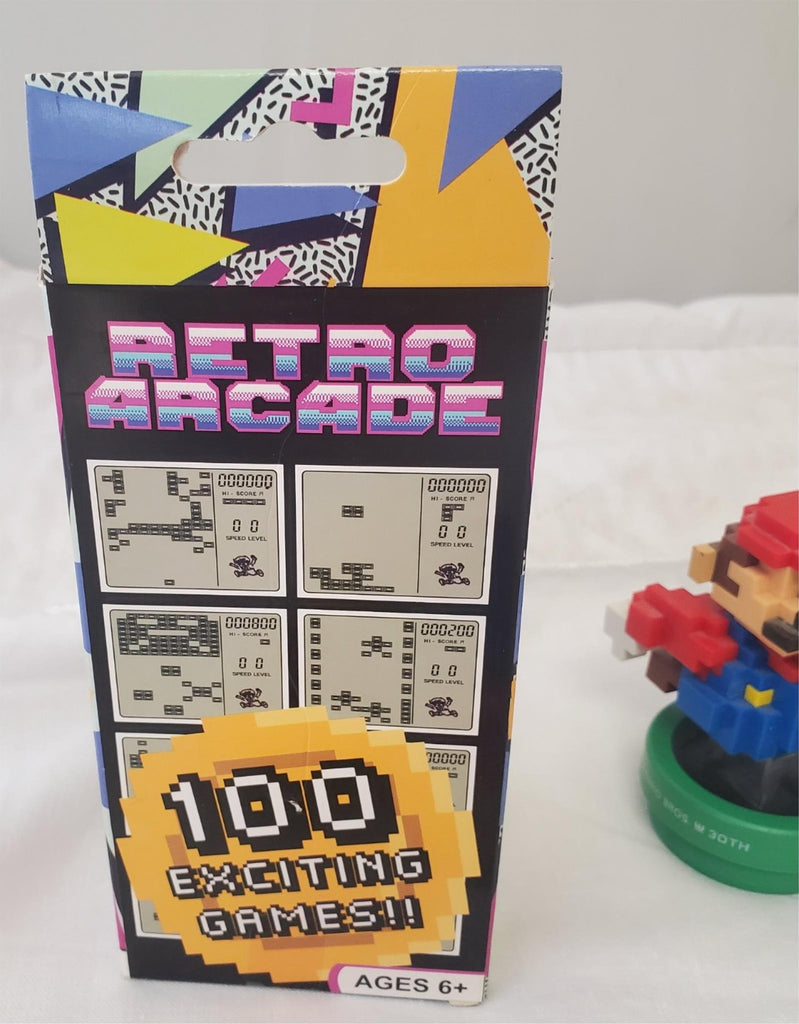 RETRO
ARCADE
000000
HI - SCORE
00
SPEED LEVEL
000000
HI - SCORE
00
SPEED LEVEL
000800
HI - SCORE
00
SPEED LEVEL
000200
HI - SCORE
00
SPEED LEVEL
100
EXCITING
GAMES!!
AGES 6+
BROS 30TH